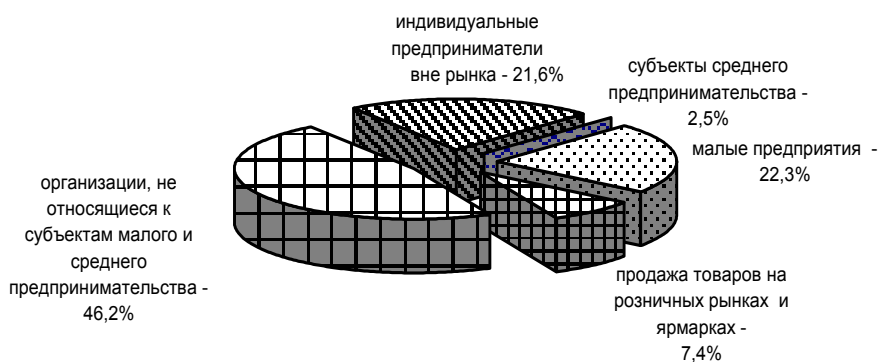 индивидуальные
предприниматели
вне рынка - 21,6%
субъекты среднего
предпринимательства -
2,5%
малые предприятия -
22,3%
организации, не
относящиеся к
субъектам малого и
среднего
предпринимательства -
46,2%
продажа товаров на
розничных рынках и
ярмарках -
7,4%